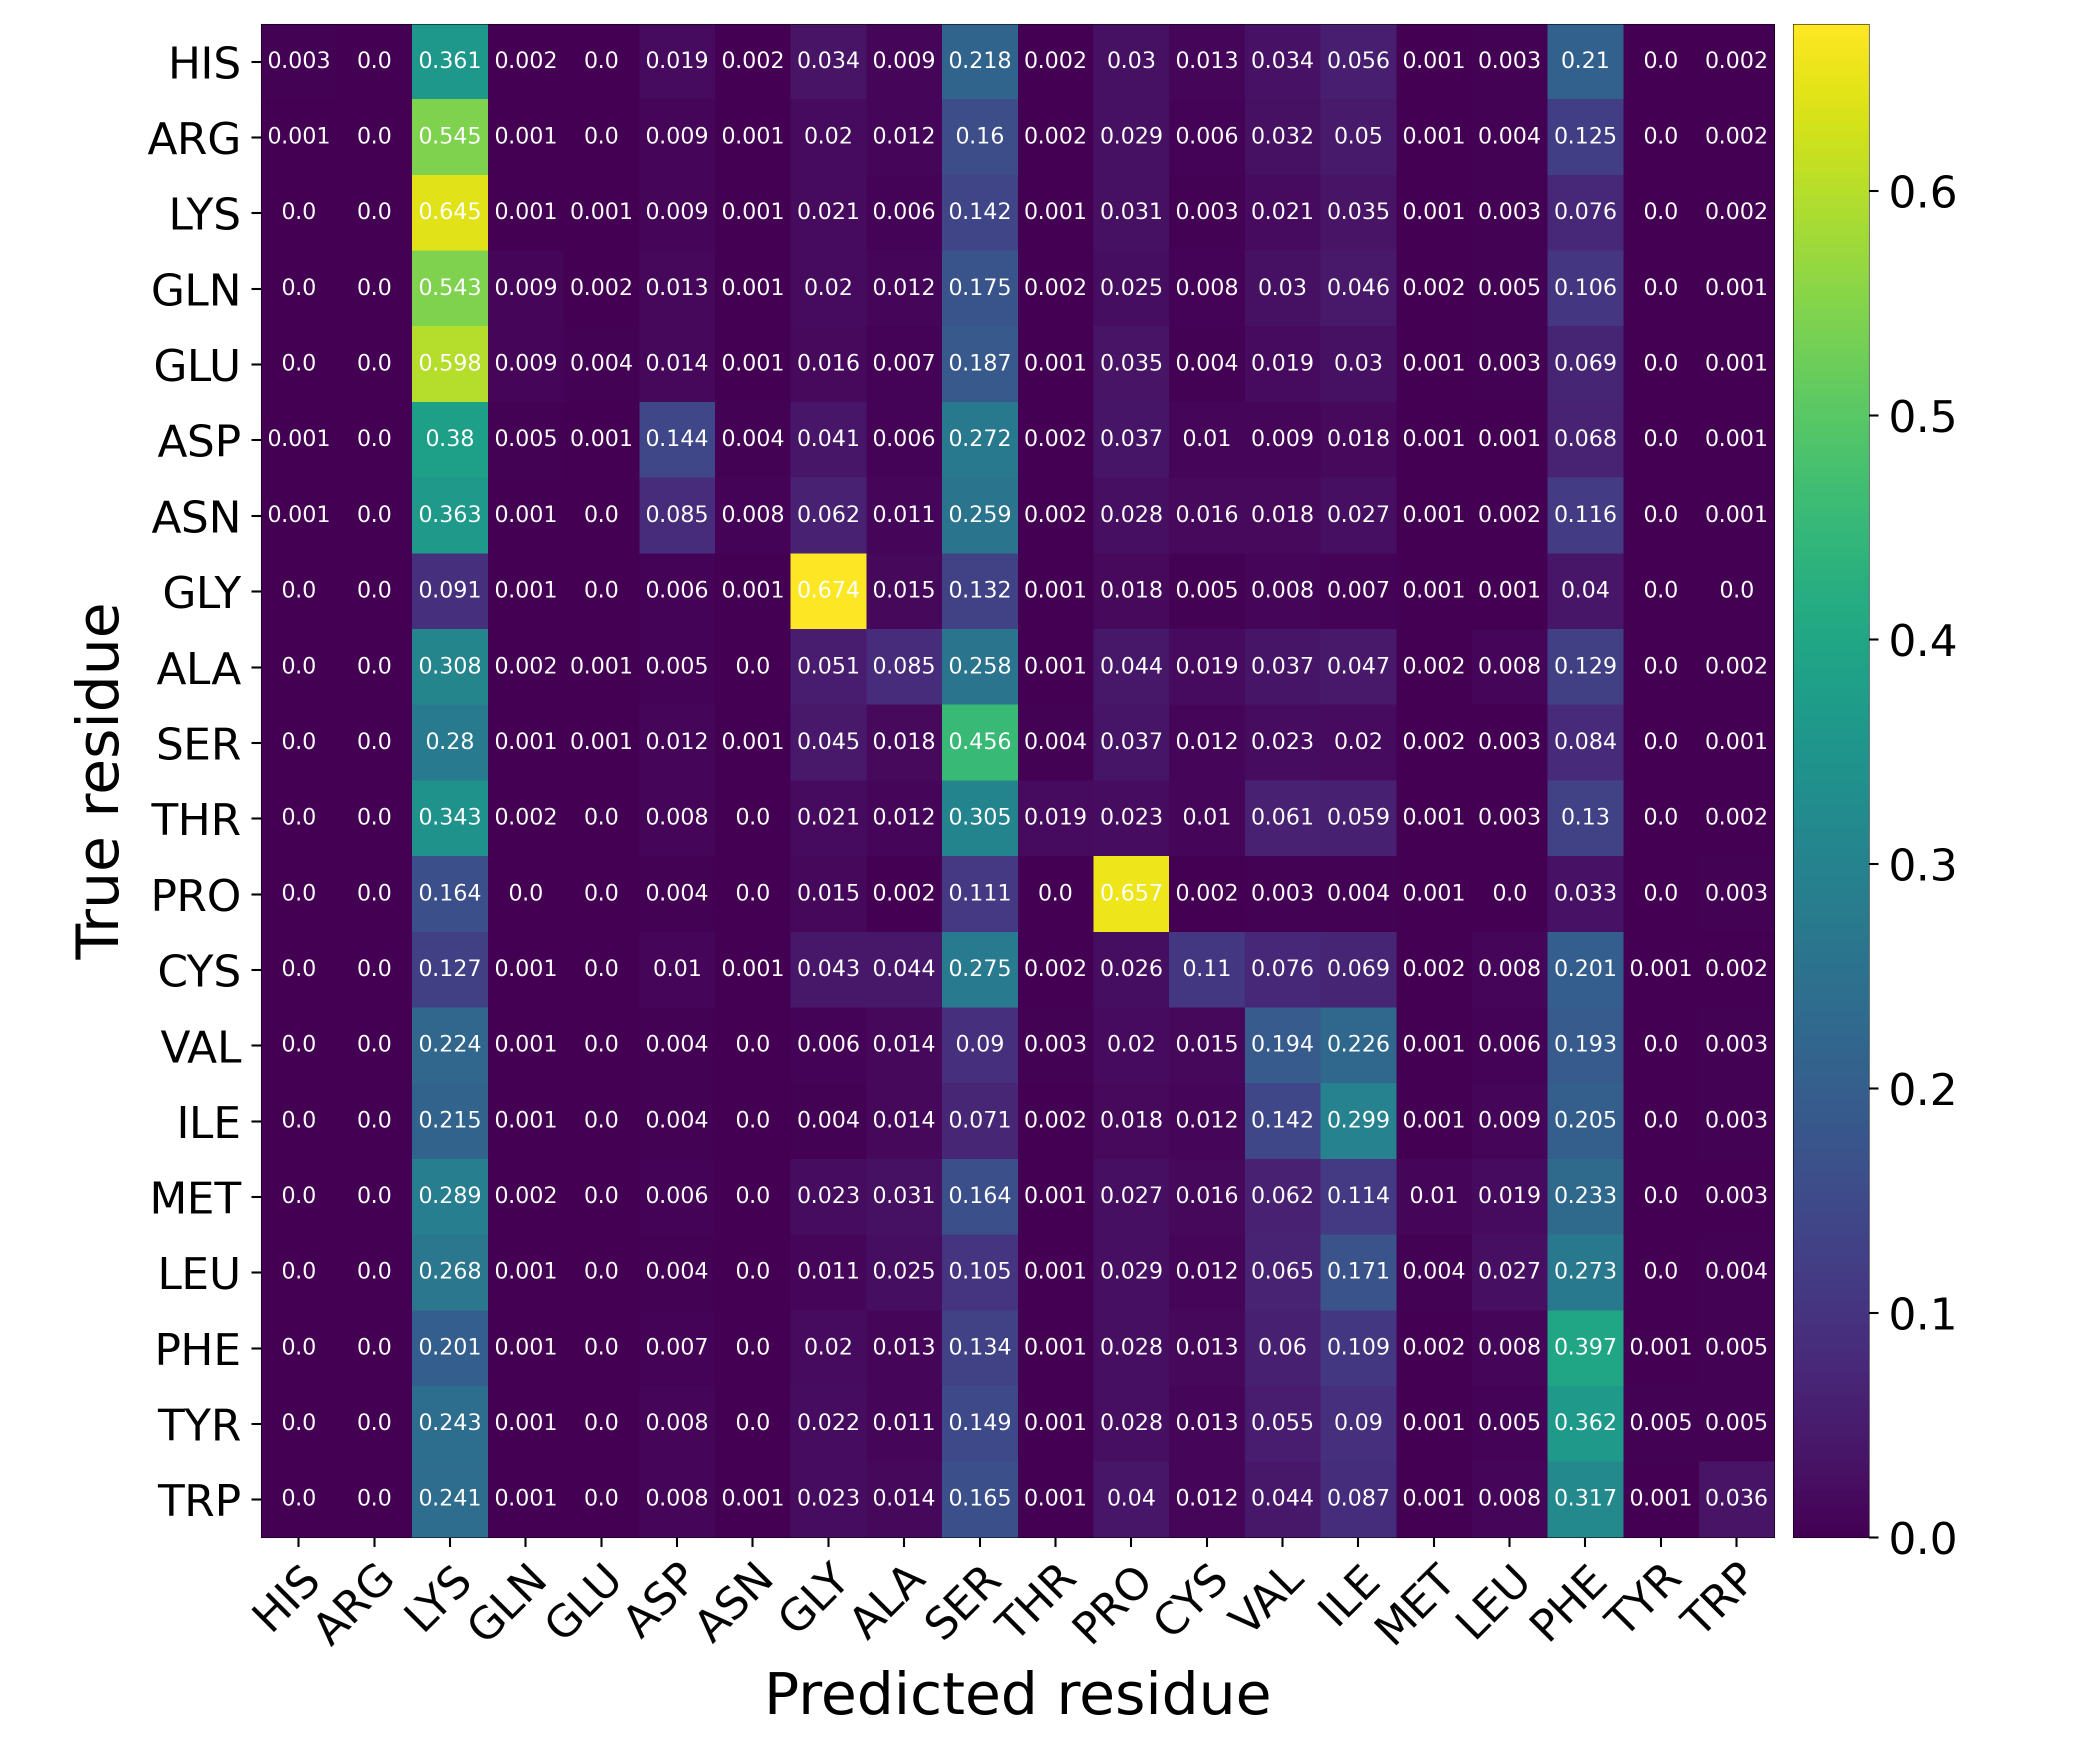 HIS 0.003 0.0 0.361 0.002 0.0 0.019 0.002 0.034 0.009 0.218 0.002 0.03 0.013 0.034 0.056 0.001 0.003 0.21 0.0 0.002
ARG 0.001 0.0 0.545 0.001 0.0 0.009 0.001 0.02 0.012 0.16 0.002 0.029 0.006 0.032 0.05 0.001 0.004 0.125 0.0 0.002
LYS 0.0 0.0 0.645 0.001 0.001 0.009 0.001 0.021 0.006 0.142 0.001 0.031 0.003 0.021 0.035 0.001 0.003 0.076 0.0 0.002
GLN 0.0 0.0 0.543 0.009 0.002 0.013 0.001 0.02 0.012 0.175 0.002 0.025 0.008 0.03 0.046 0.002 0.005 0.106 0.0 0.001
GLU 0.0 0.0 0.598 0.009 0.004 0.014 0.001 0.016 0.007 0.187 0.001 0.035 0.004 0.019 0.03 0.001 0.003 0.069 0.0 0.001
ASP 0.001 0.0 0.38 0.005 0.001 0.144 0.004 0.041 0.006 0.272 0.002 0.037 0.01 0.009 0.018 0.001 0.001 0.068 0.0 0.001
ASN 0.001 0.0 0.363 0.001 0.0 0.085 0.008 0.062 0.011 0.259 0.002 0.028 0.016 0.018 0.027 0.001 0.002 0.116 0.0 0.001
GLY 0.0 0.0 0.091 0.001 0.0 0.006 0.001 0.674 0.015 0.132 0.001 0.018 0.005 0.008 0.007 0.001 0.001 0.04 0.0 0.0
ALA 0.0 0.0 0.308 0.002 0.001 0.005 0.0 0.051 0.085 0.258 0.001 0.044 0.019 0.037 0.047 0.002 0.008 0.129 0.0 0.002
SER 0.0 0.0 0.28 0.001 0.001 0.012 0.001 0.045 0.018 0.456 0.004 0.037 0.012 0.023 0.02 0.002 0.003 0.084 0.0 0.001
THR 0.0 0.0 0.343 0.002 0.0 0.008 0.0 0.021 0.012 0.305 0.019 0.023 0.01 0.061 0.059 0.001 0.003 0.13 0.0 0.002
PRO 0.0 0.0 0.164 0.0 0.0 0.004 0.0 0.015 0.002 0.111 0.0 0.657 0.002 0.003 0.004 0.001 0.0 0.033 0.0 0.003
CYS 0.0 0.0 0.127 0.001 0.0 0.01 0.001 0.043 0.044 0.275 0.002 0.026 0.11 0.076 0.069 0.002 0.008 0.201 0.001 0.002
VAL 0.0 0.0 0.224 0.001 0.0 0.004 0.0 0.006 0.014 0.09 0.003 0.02 0.015 0.194 0.226 0.001 0.006 0.193 0.0 0.003
ILE 0.0 0.0 0.215 0.001 0.0 0.004 0.0 0.004 0.014 0.071 0.002 0.018 0.012 0.142 0.299 0.001 0.009 0.205 0.0 0.003
MET 0.0 0.0 0.289 0.002 0.0 0.006 0.0 0.023 0.031 0.164 0.001 0.027 0.016 0.062 0.114 0.01 0.019 0.233 0.0 0.003
LEU 0.0 0.0 0.268 0.001 0.0 0.004 0.0 0.011 0.025 0.105 0.001 0.029 0.012 0.065 0.171 0.004 0.027 0.273 0.0 0.004
PHE 0.0 0.0 0.201 0.001 0.0 0.007 0.0 0.02 0.013 0.134 0.001 0.028 0.013 0.06 0.109 0.002 0.008 0.397 0.001 0.005
TYR 0.0 0.0 0.243 0.001 0.0 0.008 0.0 0.022 0.011 0.149 0.001 0.028 0.013 0.055 0.09 0.001 0.005 0.362 0.005 0.005
TRP 0.0 0.0 0.241 0.001 0.0 0.008 0.001 0.023 0.014 0.165 0.001 0.04 0.012 0.044 0.087 0.001 0.008 0.317 0.001 0.036
HIS ARG LYS GLN GLU ASP ASN GLY ALA SER THR PRO CYS VAL ILE MET LEU PHE TYR TRP
Predicted residue
True residue
0.6
0.5
0.4
0.3
0.2
0.1
0.0